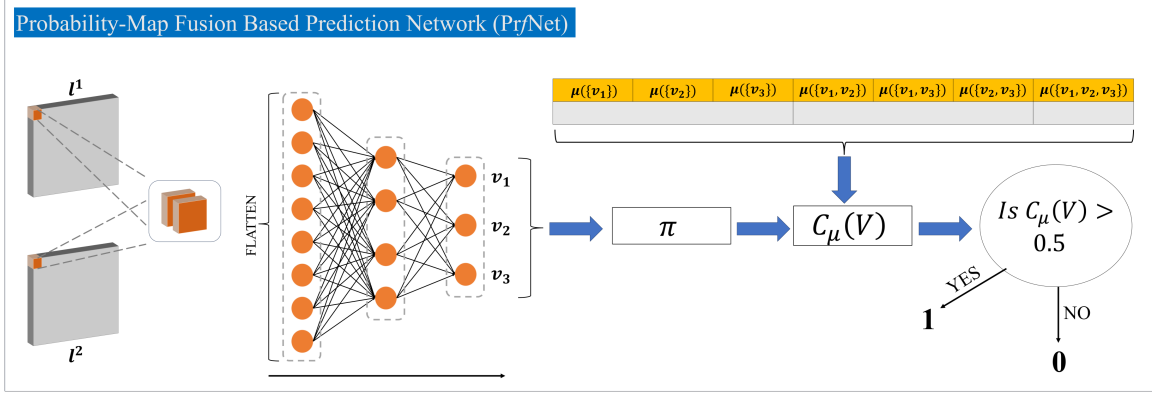 Probability-Map Fusion Based Prediction Network (PrfNet)
l¹
l²
FLATTEN
v₁
v₂
v₃
μ({v₁}) μ({v₂}) μ({v₃}) μ({v₁, v₂}) μ({v₁, v₃}) μ({v₂, v₃}) μ({v₁, v₂, v₃})
π
C_μ(V)
Is C_μ(V) >
0.5
YES
1
NO
0